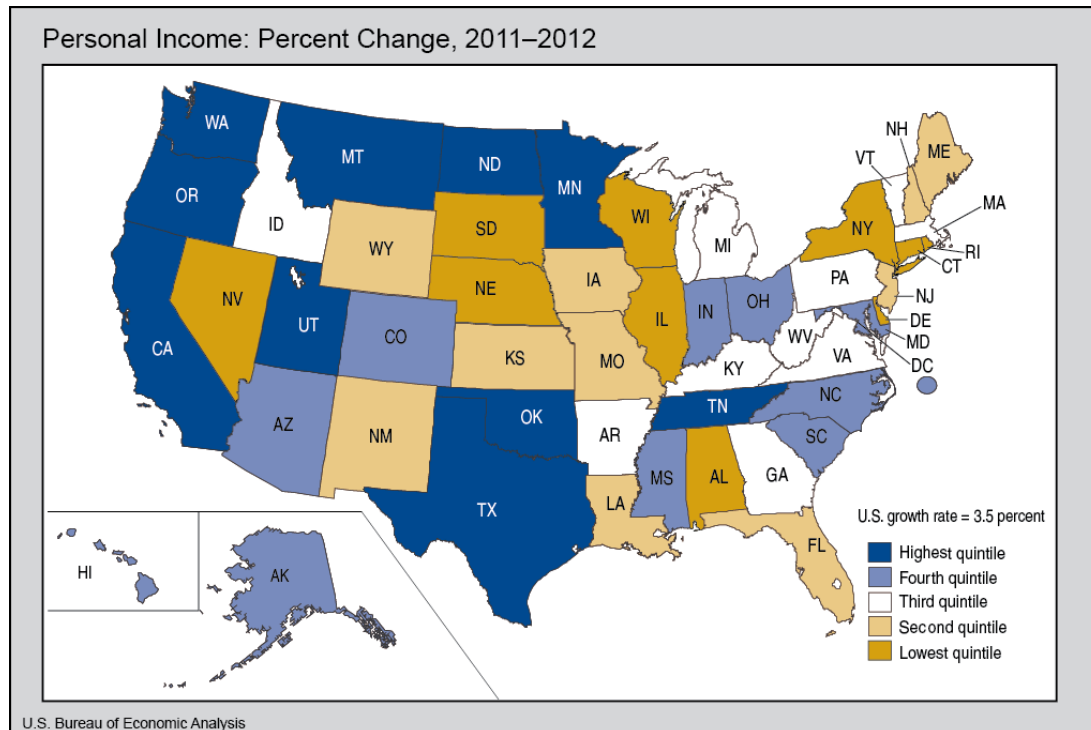 Personal Income: Percent Change, 2011–2012
WA
MT
ND
MN
OR
ID
WY
SD
WI
MI
NH
ME
VT
MA
NY
RI
CT
PA
NJ
DE
MD
DC
NV
UT
CA
CO
NE
IA
IL
IN
OH
WV
VA
KS
MO
KY
AZ
NM
OK
AR
TN
NC
SC
MS
AL
GA
TX
LA
FL
HI
AK
U.S. growth rate = 3.5 percent
Highest quintile
Fourth quintile
Third quintile
Second quintile
Lowest quintile
U.S. Bureau of Economic Analysis